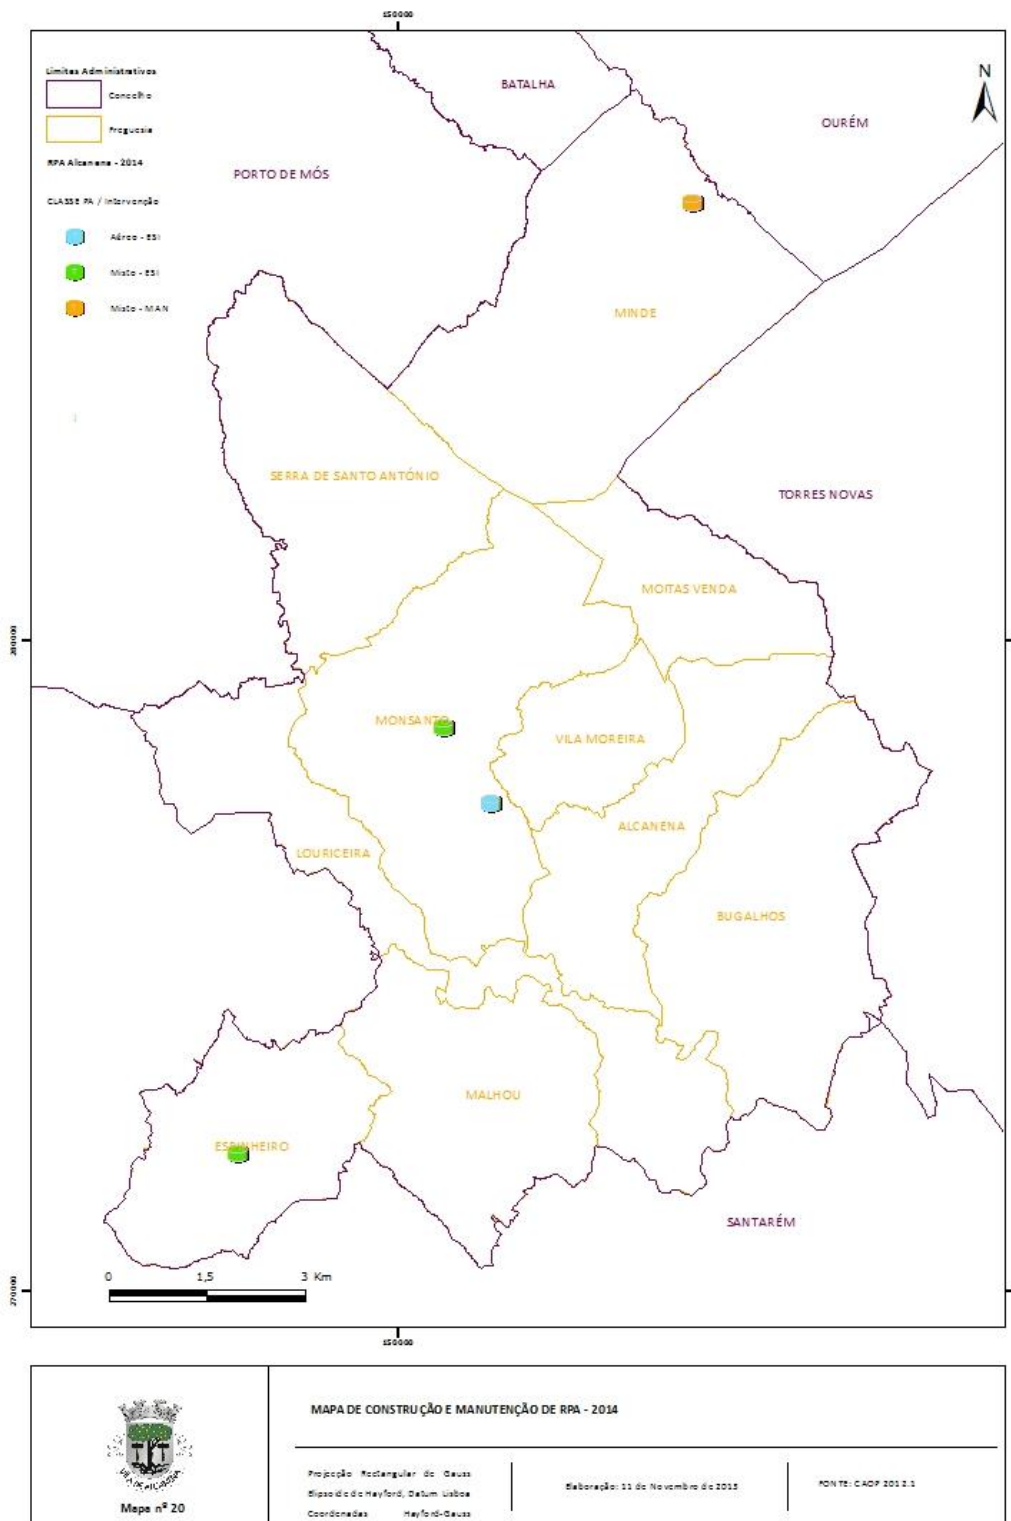 150000
Limites Administrativos
Concelho
Freguesia
RPA Alcanena - 2014
CLASSE PA / Intervenção
Aéreo - ESI
Misto - ESI
Misto - MAN
N
BATALHA
OURÉM
PORTO DE MÓS
MINDE
SERRA DE SANTO ANTÓNIO
TORRES NOVAS
MOITAS VENDA
MONSANTO
VILA MOREIRA
ALCANENA
LOURICEIRA
BUGALHOS
MALHOU
ESPINHEIRO
SANTARÉM
0 1,5 3 Km
270000
150000
MAPA DE CONSTRUÇÃO E MANUTENÇÃO DE RPA - 2014
VILA DE ALCANENA
Mapa nº 20
Projecção Rectangular de Gauss
Elipsoide de Hayford, Datum Lisboa
Coordenadas Hayford-Gauss
Elaboração: 11 de Novembro de 2013
FONTE: CAOP 2012.1